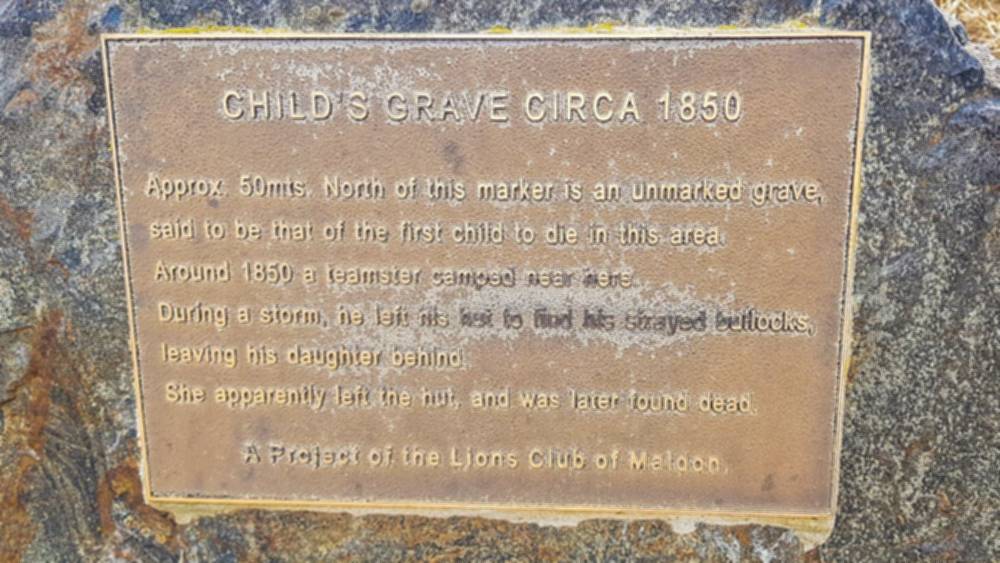 CHILD'S GRAVE CIRCA 1850
Approx. 50mts. North of this marker is an unmarked grave,
said to be that of the first child to die in this area.
Around 1850 a teamster camped near here.
During a storm, he left his hut to find his strayed bullocks,
leaving his daughter behind.
She apparently left the hut, and was later found dead.
A Project of the Lions Club of Maldon.